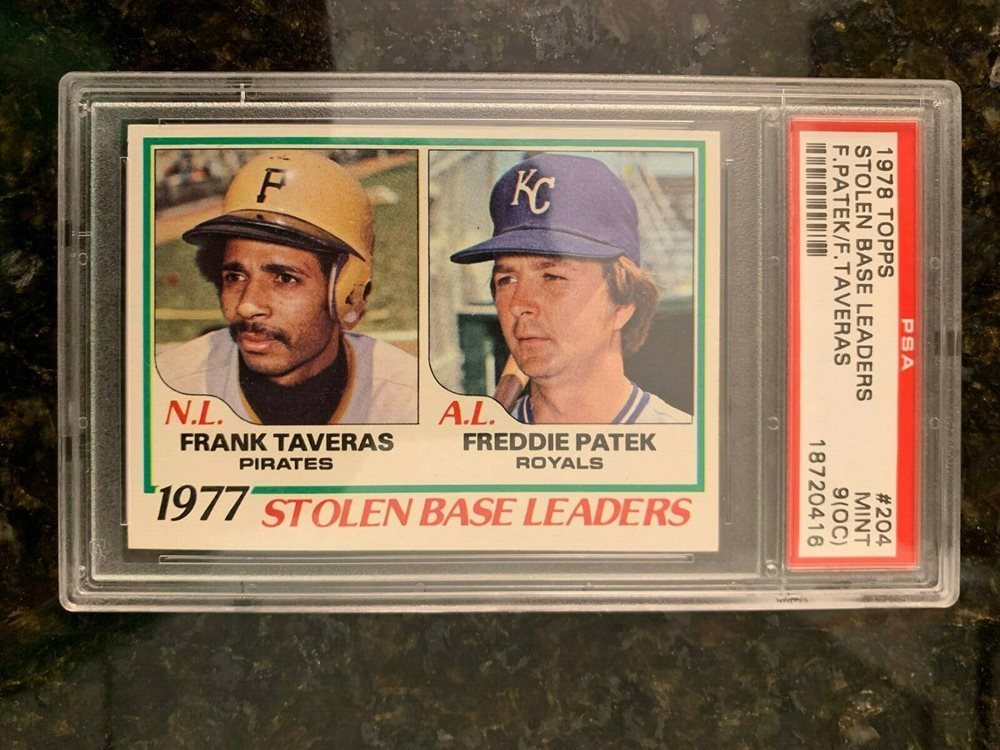 P
KC
N.L.
FRANK TAVERAS
PIRATES
A.L.
FREDDIE PATEK
ROYALS
1977 STOLEN BASE LEADERS
PSA
1978 TOPPS #204
STOLEN BASE LEADERS MINT
F.PATEK/F.TAVERAS 9(OC)
18720416